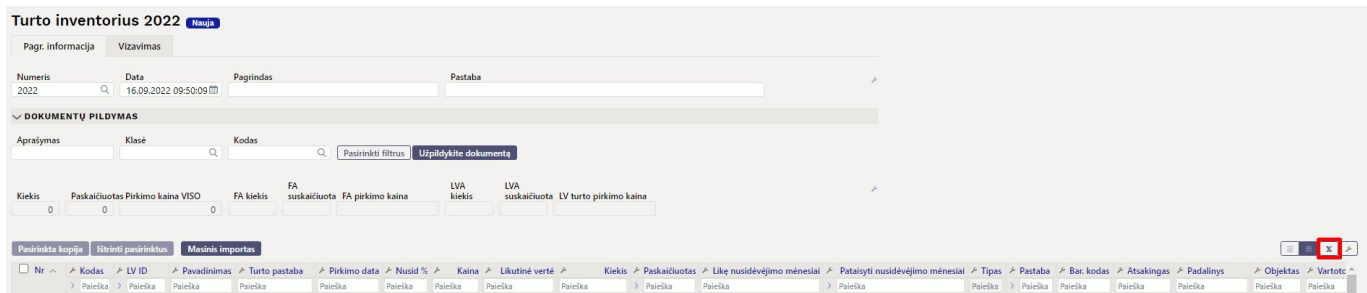 Turto inventorius 2022 Nauja
Pagr. informacija Vizavimas
Numeris Data Pagrindas Pastaba
2022 16.09.2022 09:50:09
DOKUMENTŲ PILDYMAS
Aprašymas Klasė Kodas
Pasirinkti filtrus Užpildykite dokumentą
Kiekis Paskaičiuotas Pirkimo kaina VISO FA kiekis FA suskaičiuota FA pirkimo kaina LVA kiekis LVA suskaičiuota LV turto pirkimo kaina
0 0 0
Pasirinkta kopija Ištrinti pasirinktus Masinis importas X
Nr Kodas LV ID Pavadinimas Turto pastaba Pirkimo data Nusid % Kaina Likutinė vertė Kiekis Paskaičiuotas Likę nusidėvėjimo mėnesiai Pataisyti nusidėvėjimo mėnesiai Tipas Pastaba Bar. kodas Atsakingas Padalinys Objektas Vartoto
Paieška Paieška Paieška Paieška Paieška Paieška Paieška Paieška Paieška Paieška Paieška Paieška Paieška Paieška Paieška Paieška Paieška Paieška